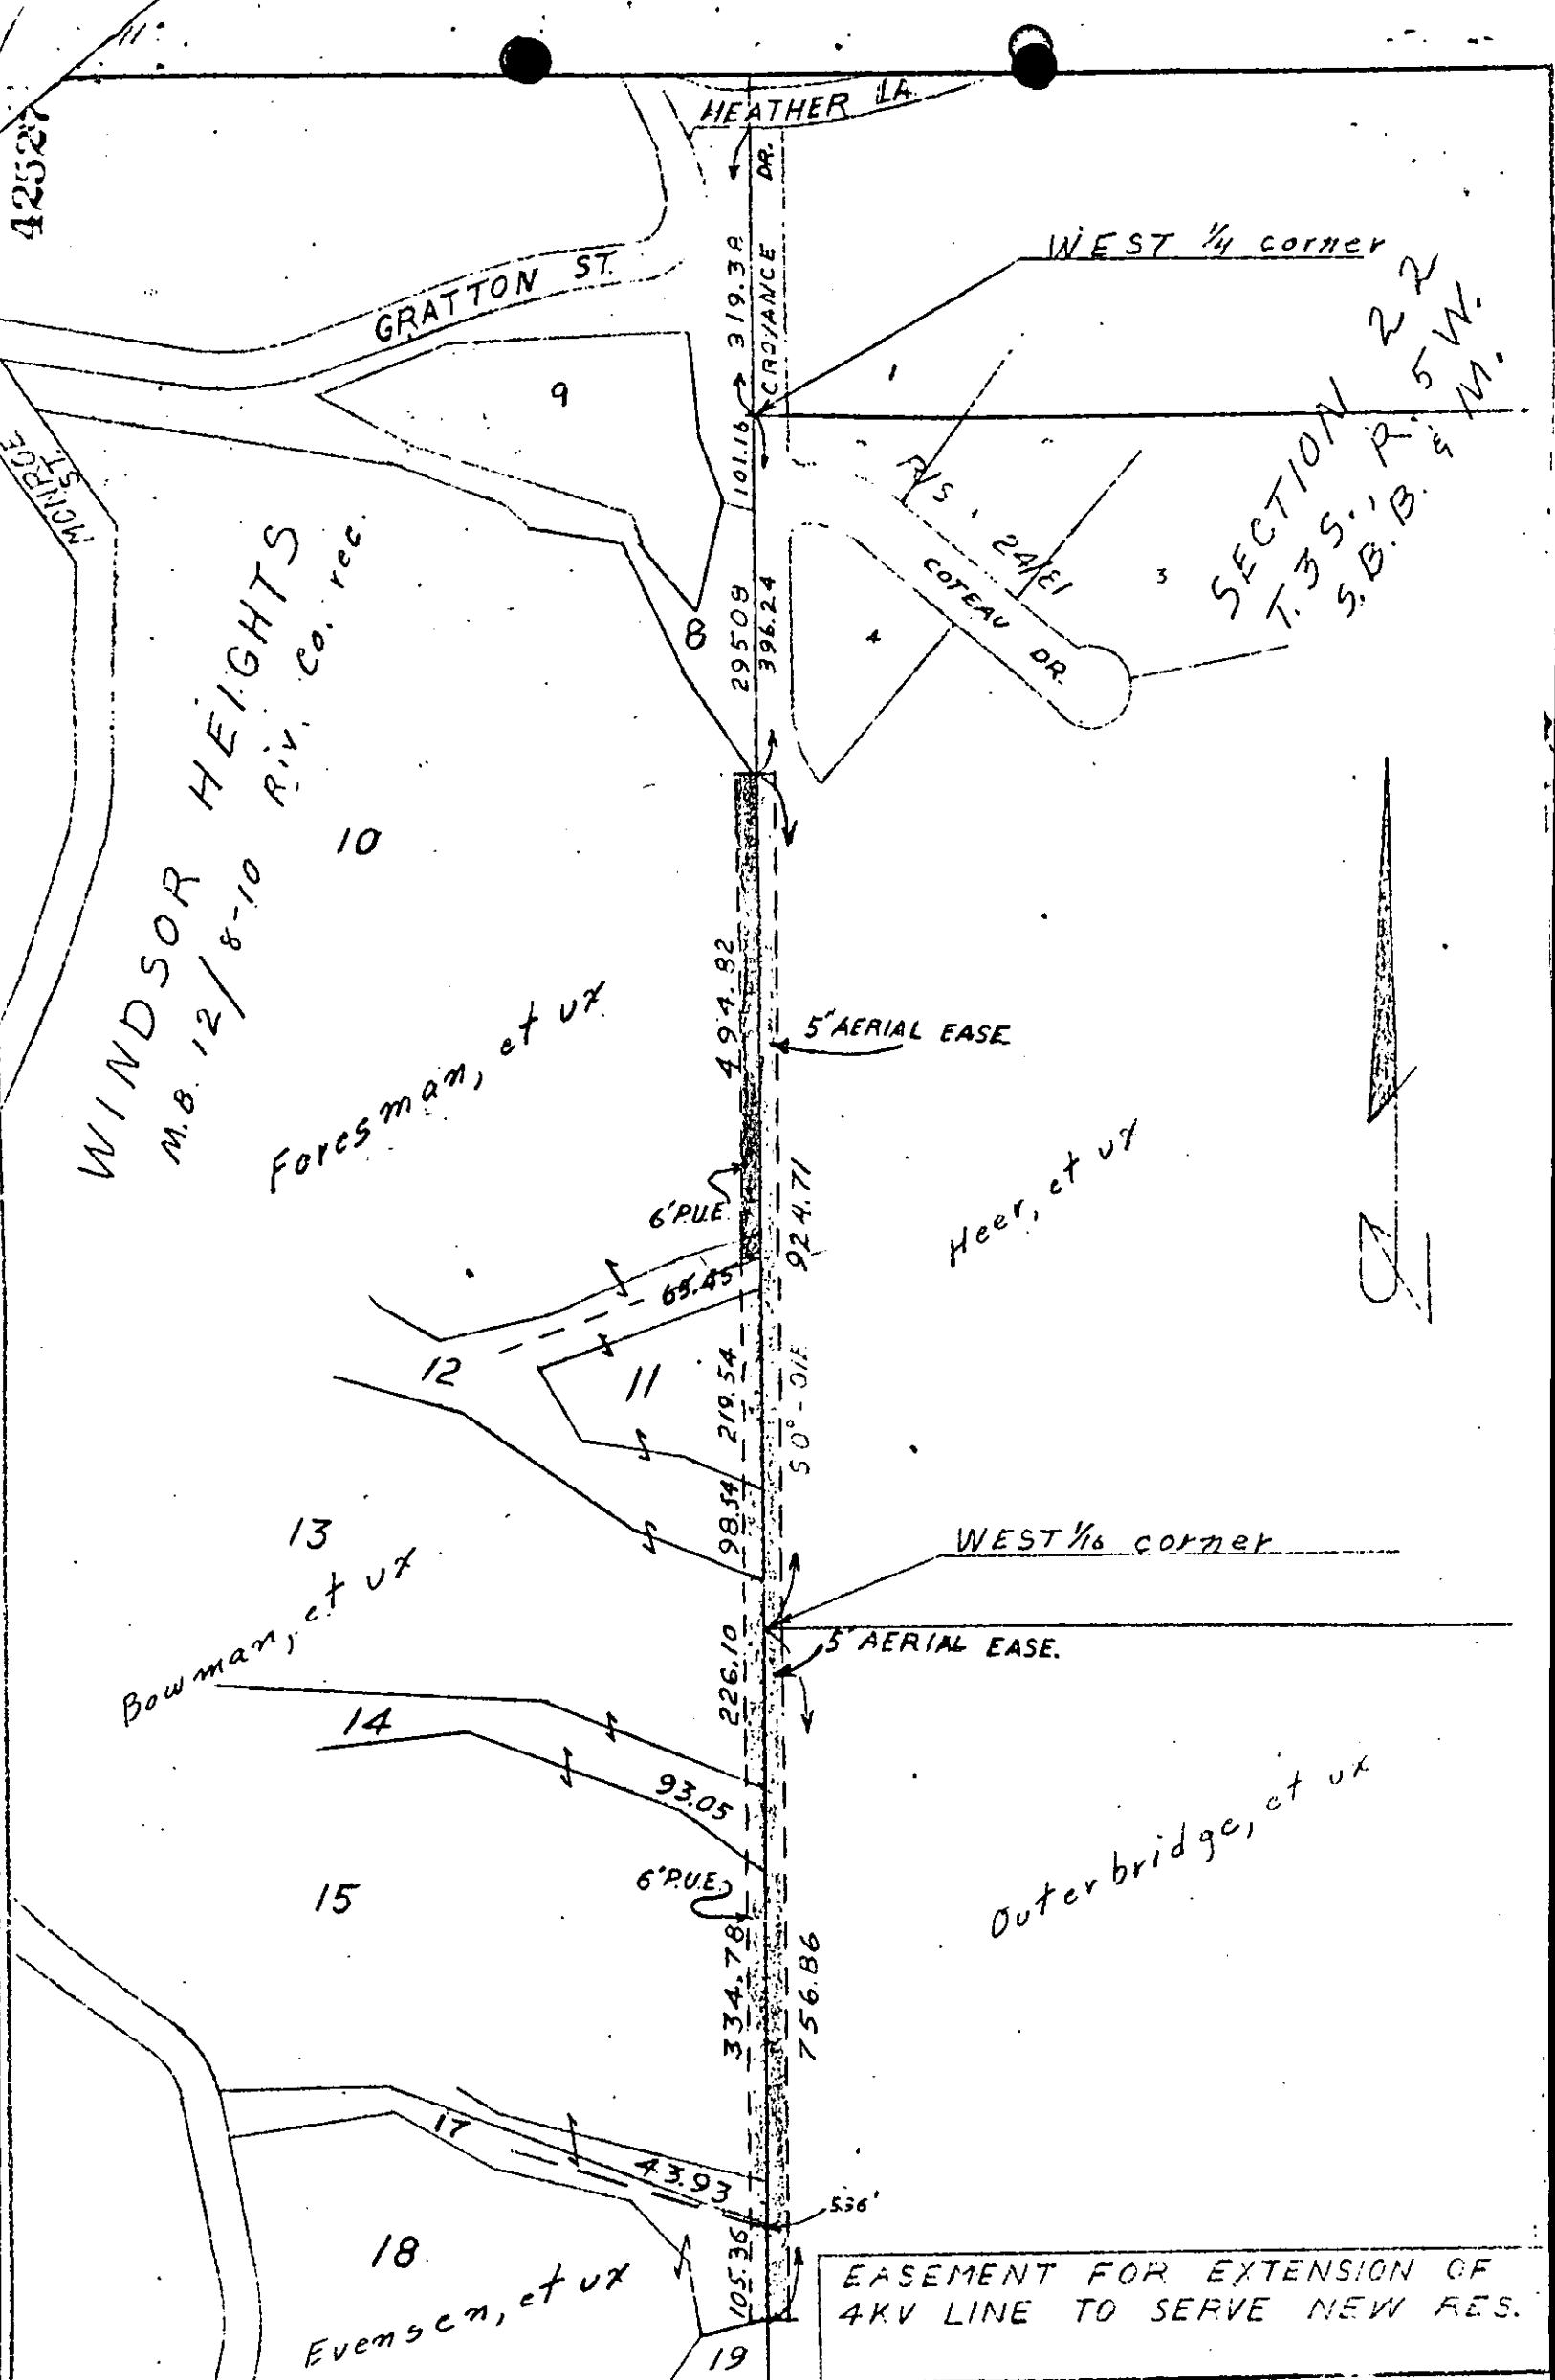 42527
HEATHER LA.
DR.
CROYANCE
319.38
GRATTON ST.
WEST 1/4 corner
MONROE
ST.
9
1
101.16
SECTION 22
T. 3 S., R. 5 W.
S.B.B. & M.
R/S
COTEAU DR.
3
4
8
295.09
396.24
WINDSOR HEIGHTS
M.B. 12/8-10 Riv. Co. rec.
10
494.82
5' AERIAL EASE.
Foresman, et ux
6' P.U.E.
924.71
Heer, et ux
65.45
12
11
219.54
98.54
13
WEST 1/16 corner
226.10
5' AERIAL EASE.
Bowman, et ux
14
93.05
15
6' P.U.E.
334.78
756.86
Outerbridge, et ux
17
43.93
5.36'
105.36
18
Evensen, et ux
19
EASEMENT FOR EXTENSION OF
4KV LINE TO SERVE NEW RES.